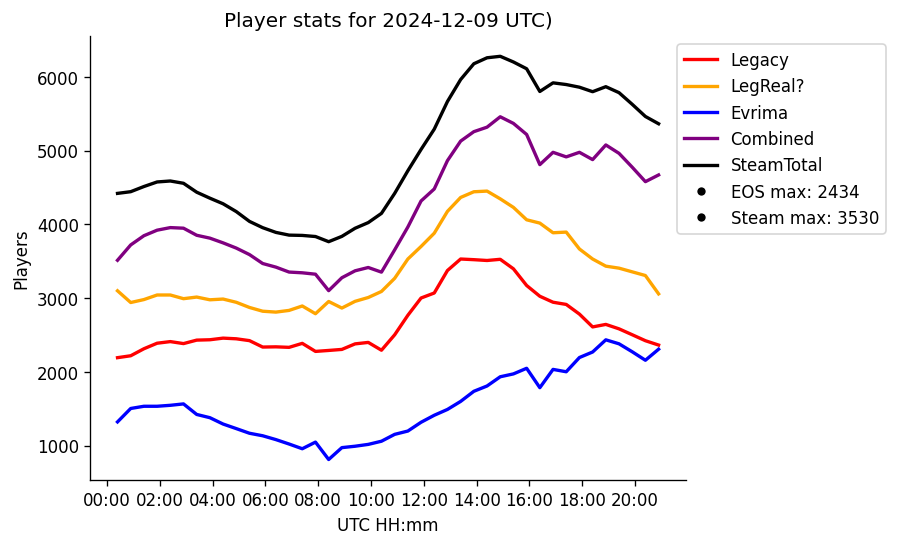 Player stats for 2024-12-09 UTC)
Legacy
LegReal?
Evrima
Combined
SteamTotal
EOS max: 2434
Steam max: 3530
Players
6000
5000
4000
3000
2000
1000
00:00 02:00 04:00 06:00 08:00 10:00 12:00 14:00 16:00 18:00 20:00
UTC HH:mm